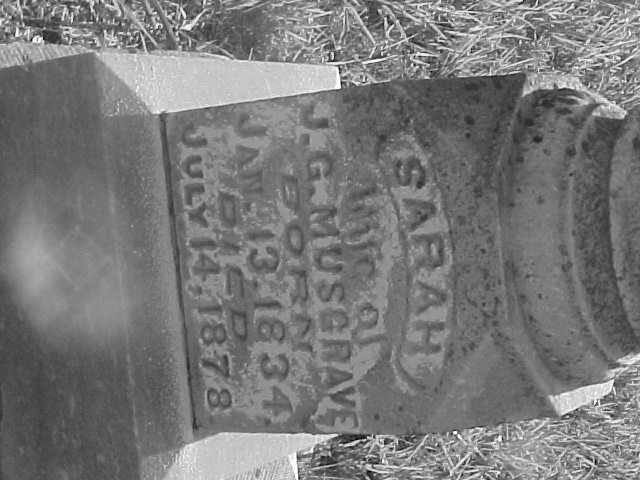 SARAH
Wife of
J. G. MUSGRAVE
BORN
JAN. 13. 1834
DIED
JULY 14, 1878